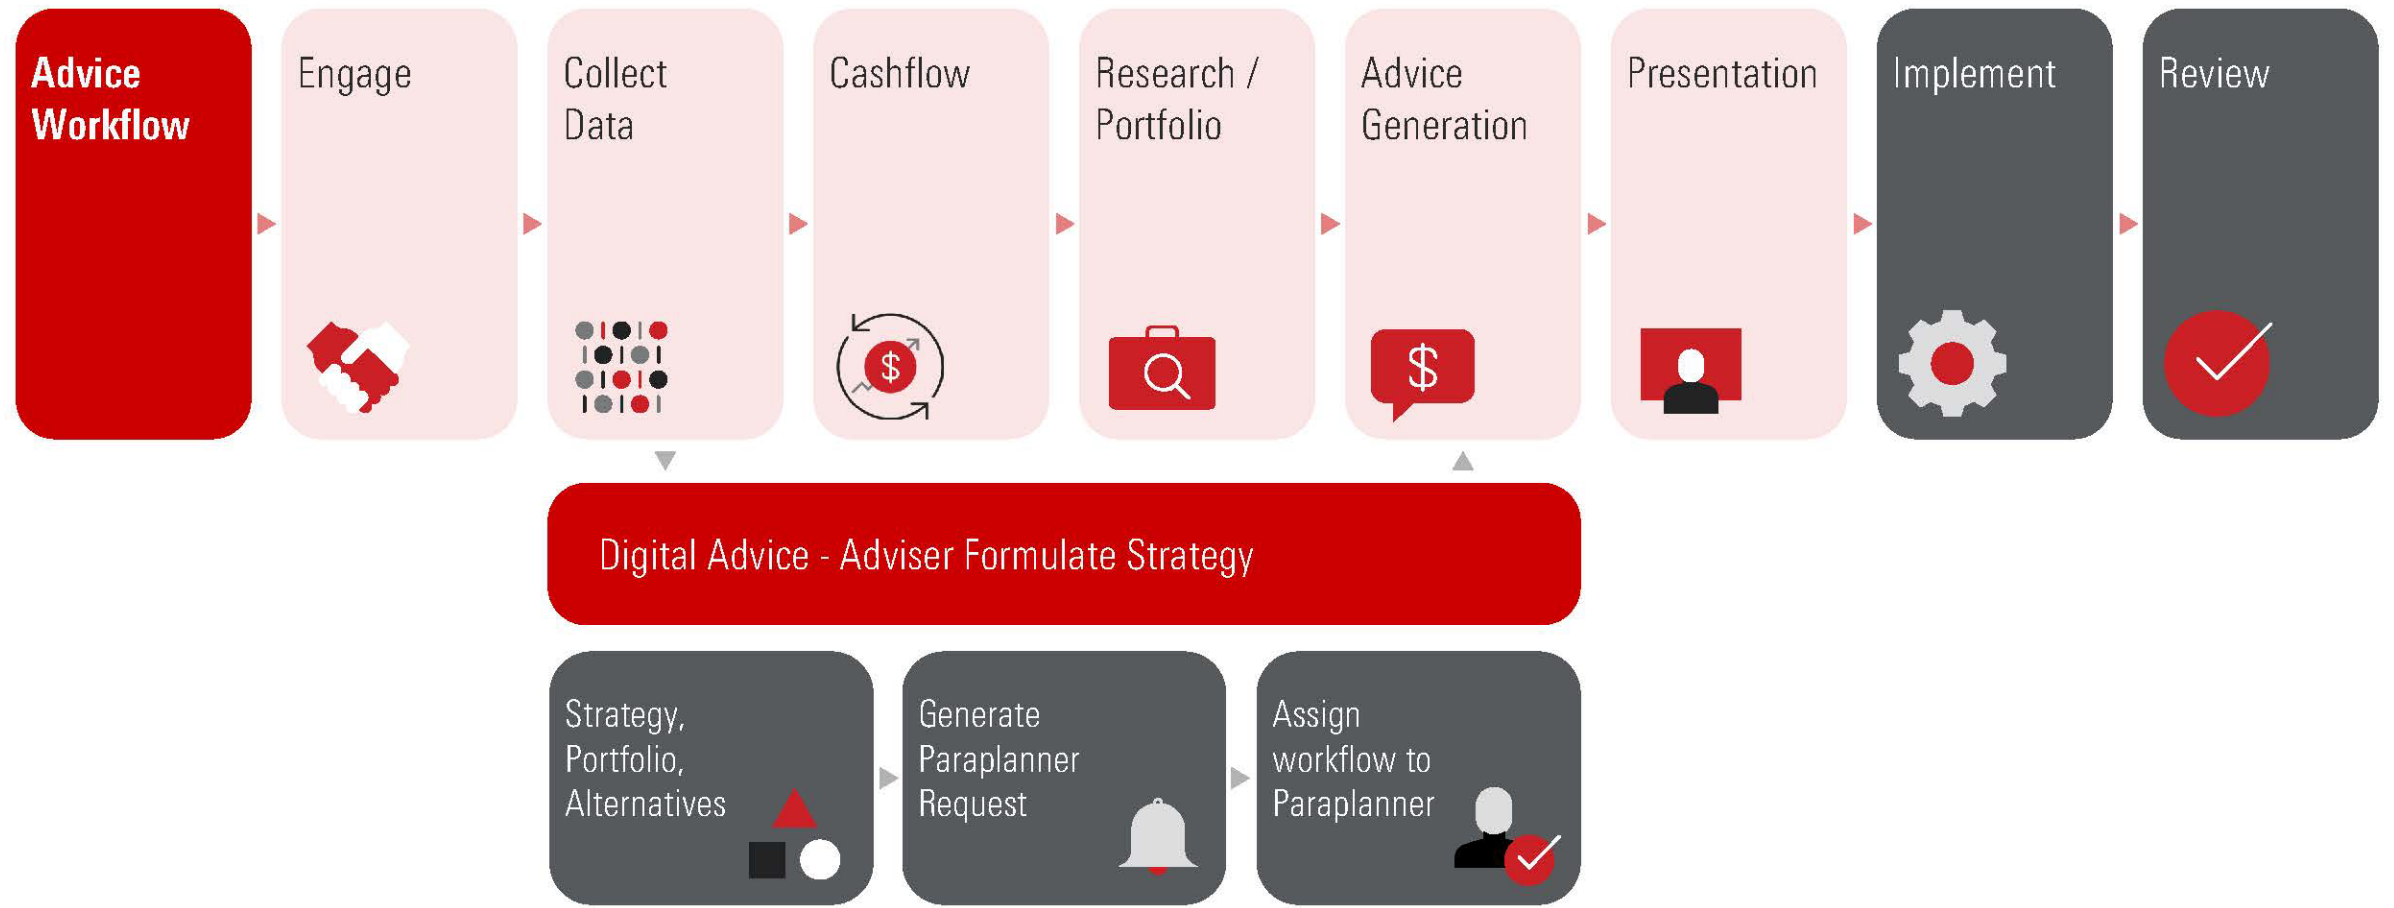 Advice
Workflow
Engage
Collect
Data
Cashflow
Research /
Portfolio
Advice
Generation
Presentation
Implement
Review
$
$
Digital Advice - Adviser Formulate Strategy
Strategy,
Portfolio,
Alternatives
Generate
Paraplanner
Request
Assign
workflow to
Paraplanner